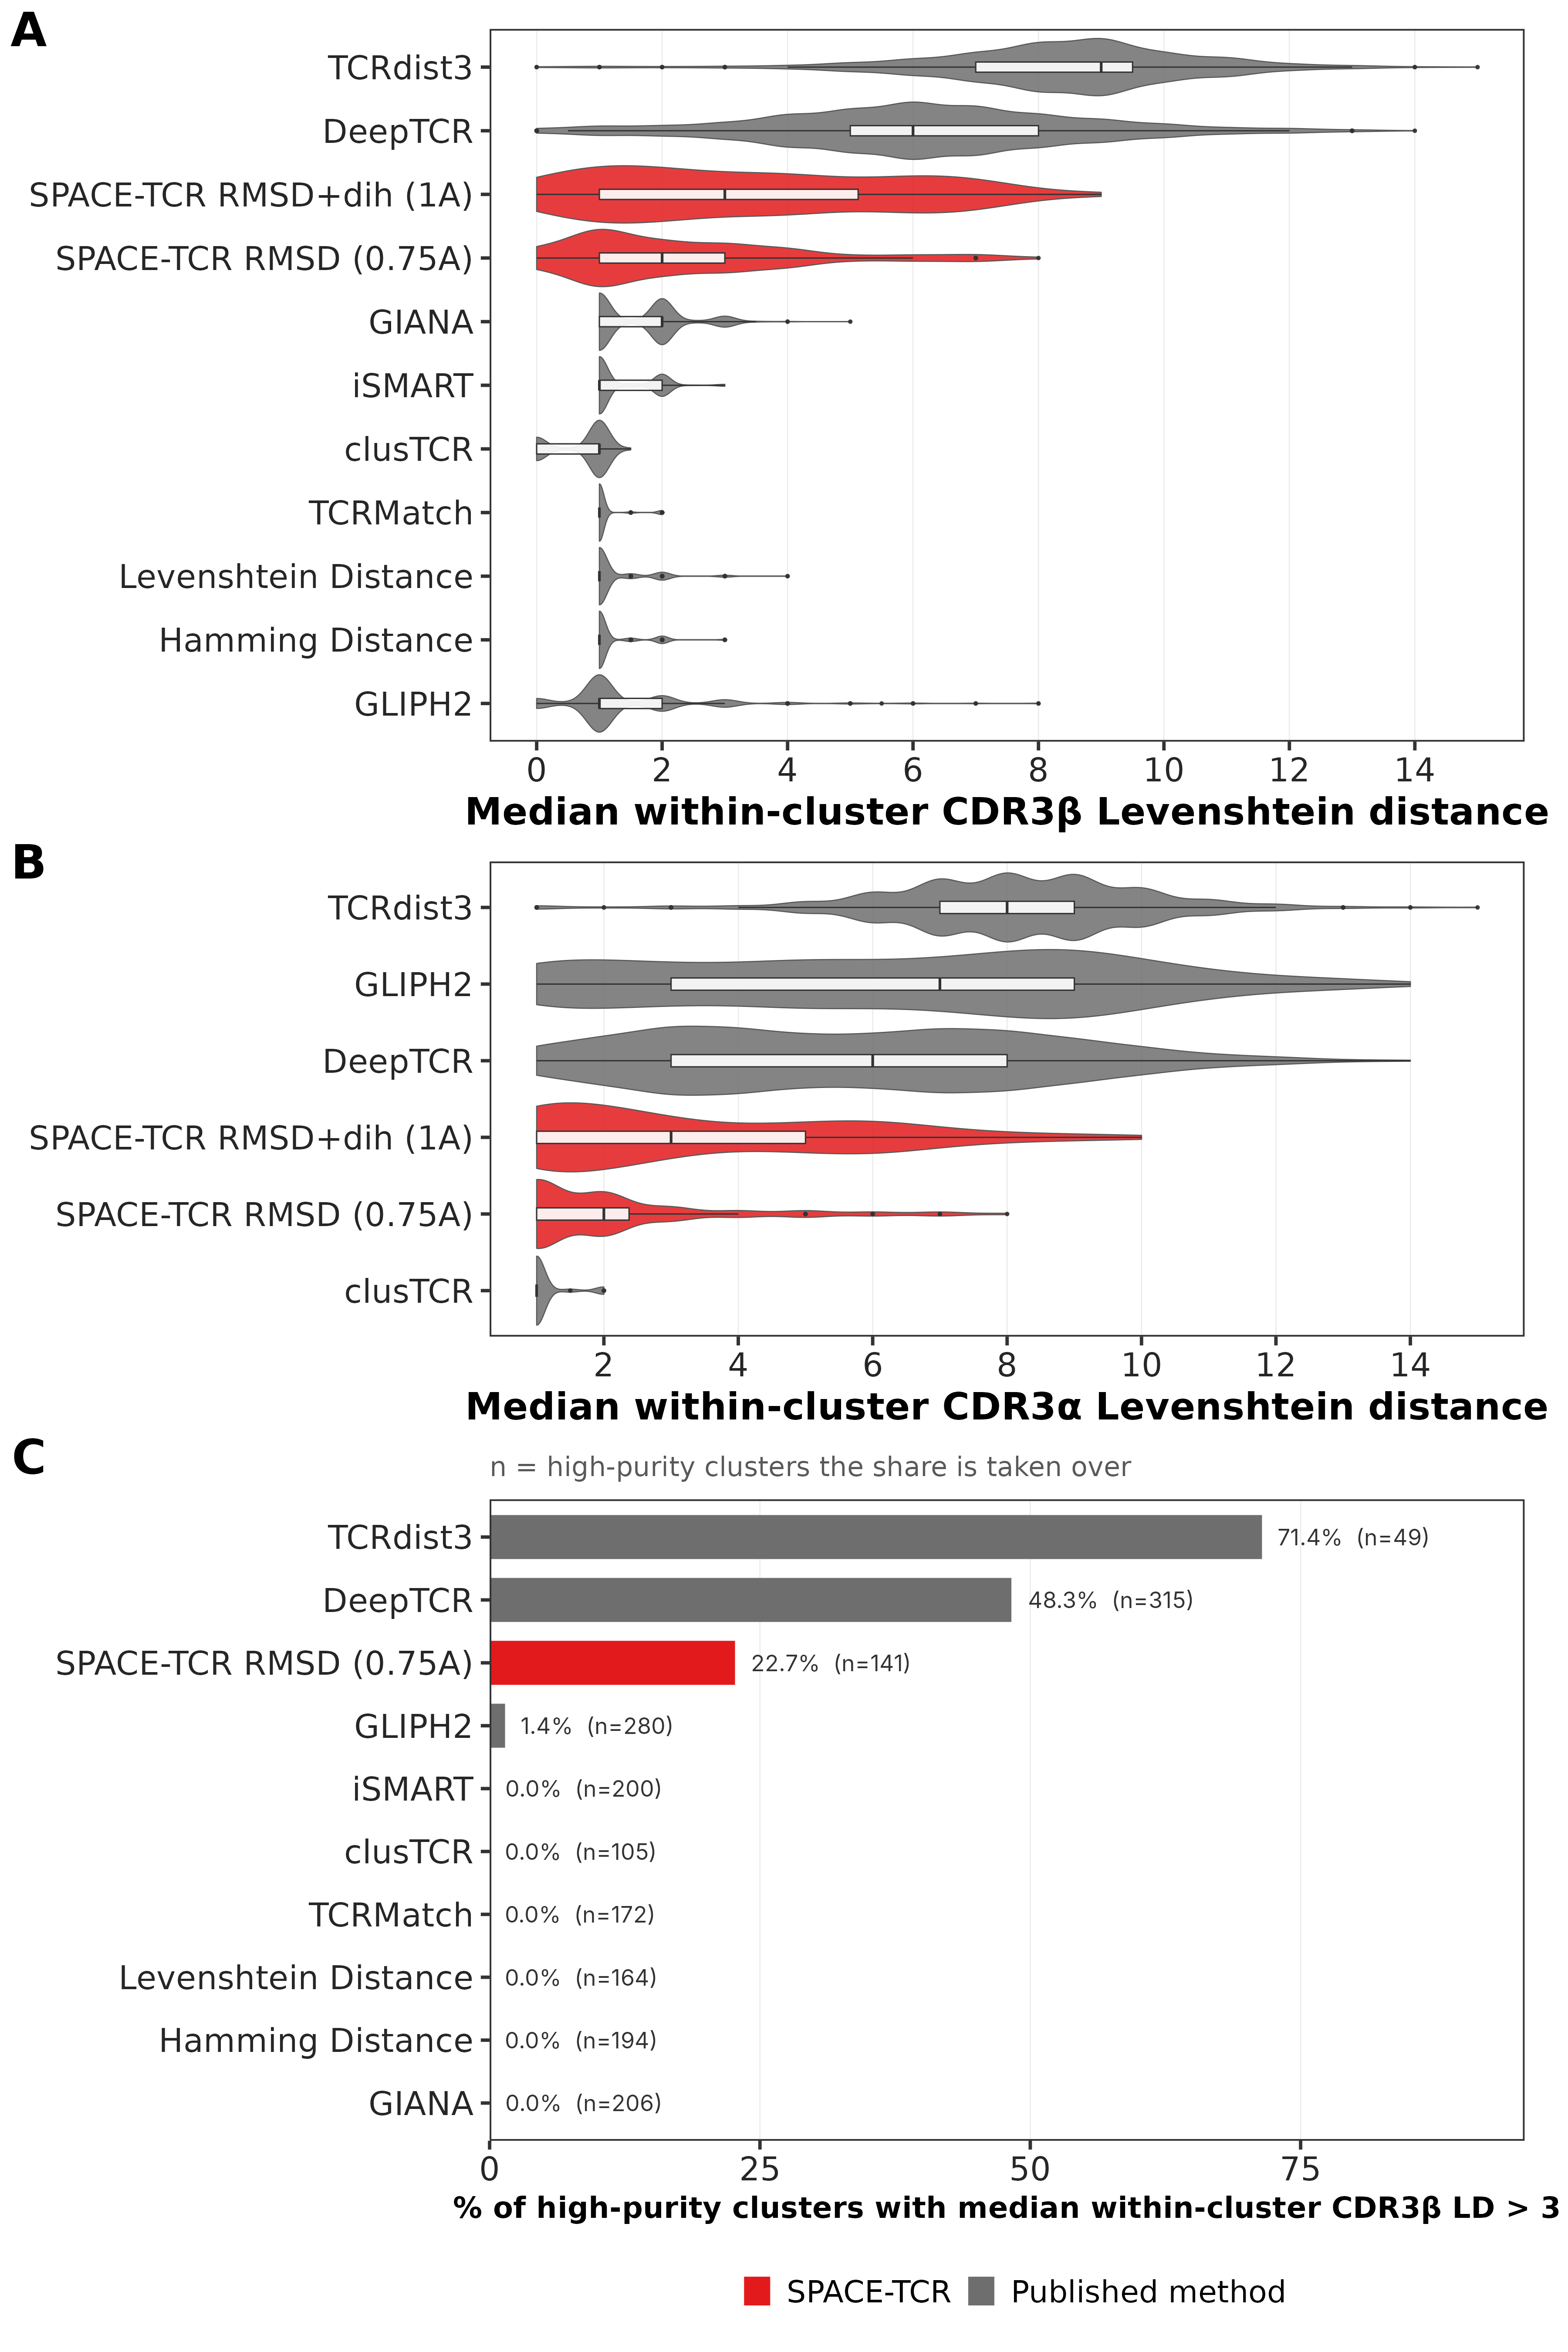 A
TCRdist3
DeepTCR
SPACE-TCR RMSD+dih (1A)
SPACE-TCR RMSD (0.75A)
GIANA
iSMART
clusTCR
TCRMatch
Levenshtein Distance
Hamming Distance
GLIPH2
0 2 4 6 8 10 12 14
Median within-cluster CDR3β Levenshtein distance
B
TCRdist3
GLIPH2
DeepTCR
SPACE-TCR RMSD+dih (1A)
SPACE-TCR RMSD (0.75A)
clusTCR
2 4 6 8 10 12 14
Median within-cluster CDR3α Levenshtein distance
C
n = high-purity clusters the share is taken over
TCRdist3 71.4% (n=49)
DeepTCR 48.3% (n=315)
SPACE-TCR RMSD (0.75A) 22.7% (n=141)
GLIPH2 1.4% (n=280)
iSMART 0.0% (n=200)
clusTCR 0.0% (n=105)
TCRMatch 0.0% (n=172)
Levenshtein Distance 0.0% (n=164)
Hamming Distance 0.0% (n=194)
GIANA 0.0% (n=206)
0 25 50 75
% of high-purity clusters with median within-cluster CDR3β LD > 3
SPACE-TCR Published method